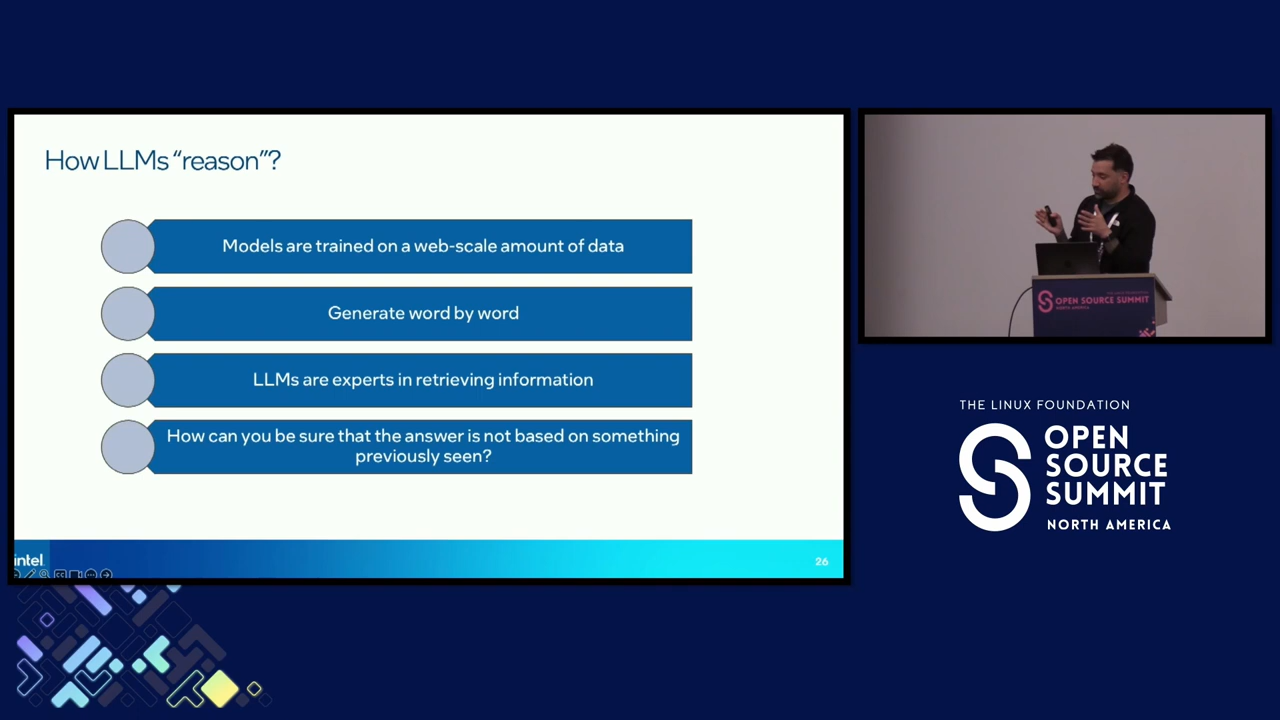 How LLMs “reason”?
Models are trained on a web-scale amount of data
Generate word by word
LLMs are experts in retrieving information
How can you be sure that the answer is not based on something
previously seen?
intel
26
OPEN SOURCE SUMMIT
NORTH AMERICA
THE LINUX FOUNDATION
OPEN
SOURCE
SUMMIT
NORTH AMERICA